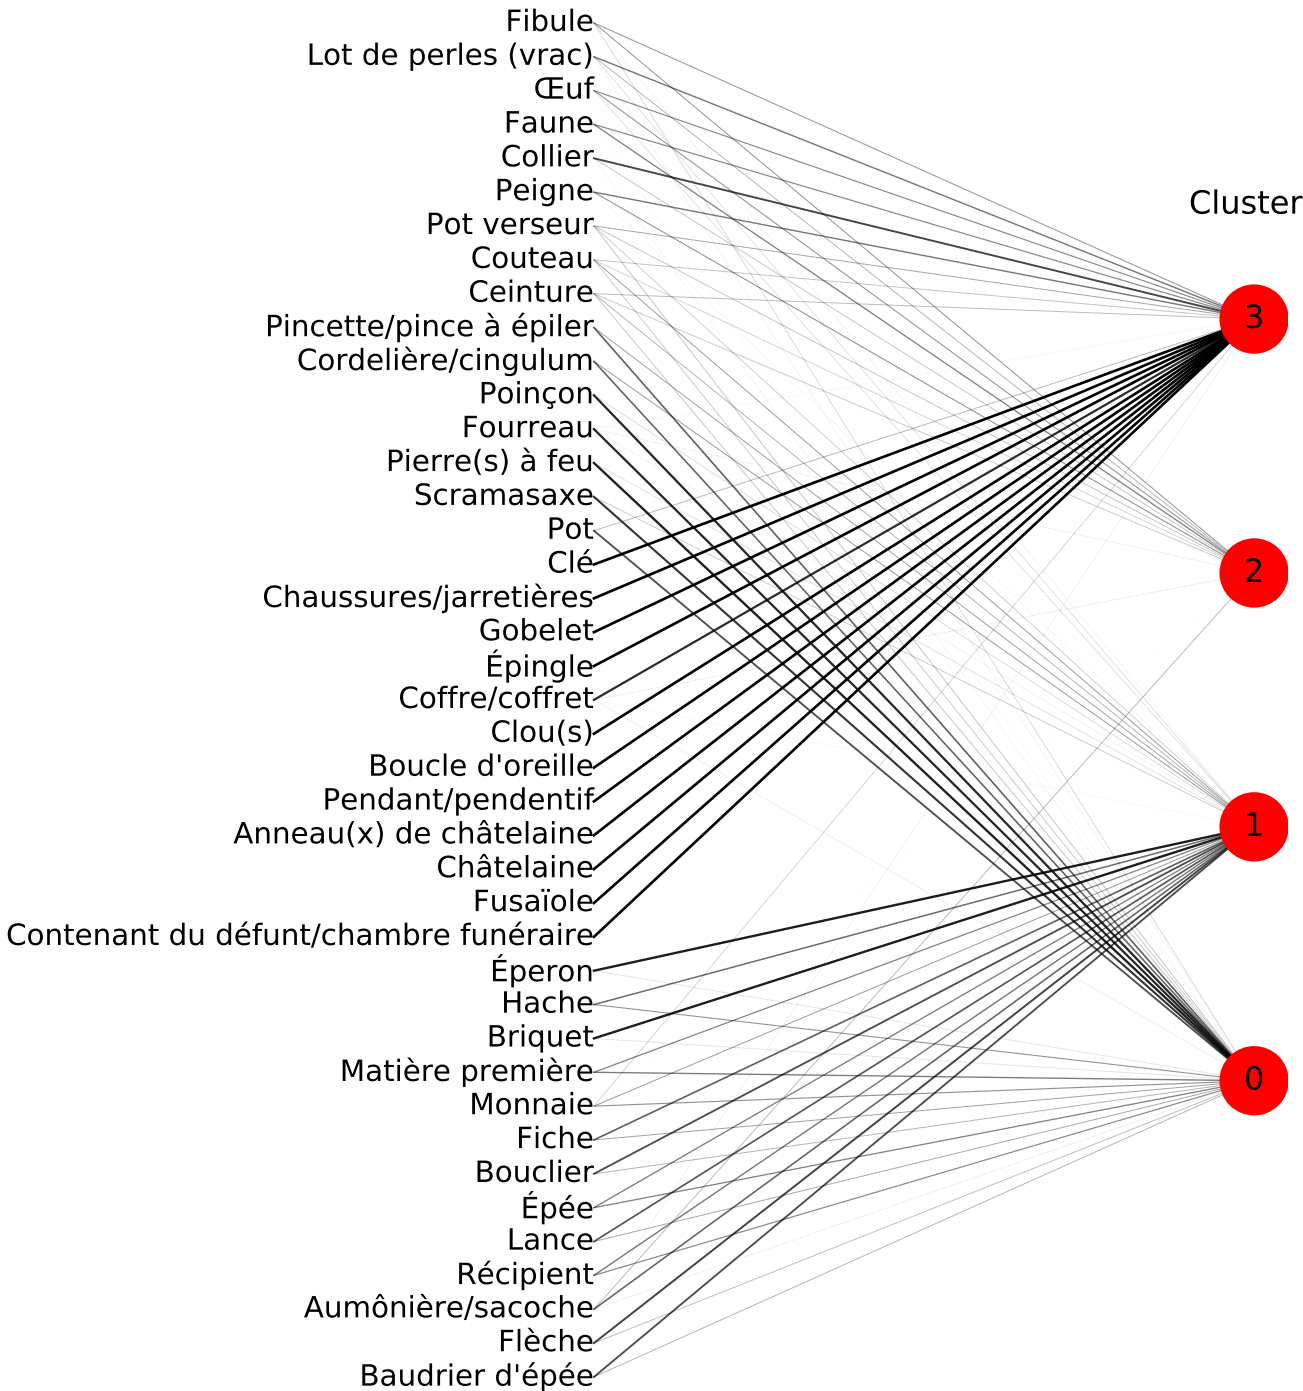 Fibule
Lot de perles (vrac)
Œuf
Faune
Collier
Peigne
Pot verseur
Couteau
Ceinture
Pincette/pince à épiler
Cordelière/cingulum
Poinçon
Fourreau
Pierre(s) à feu
Scramasaxe
Pot
Clé
Chaussures/jarretières
Gobelet
Épingle
Coffre/coffret
Clou(s)
Boucle d'oreille
Pendant/pendentif
Anneau(x) de châtelaine
Châtelaine
Fusaïole
Contenant du défunt/chambre funéraire
Éperon
Hache
Briquet
Matière première
Monnaie
Fiche
Bouclier
Épée
Lance
Récipient
Aumônière/sacoche
Flèche
Baudrier d'épée
Cluster
3
2
1
0